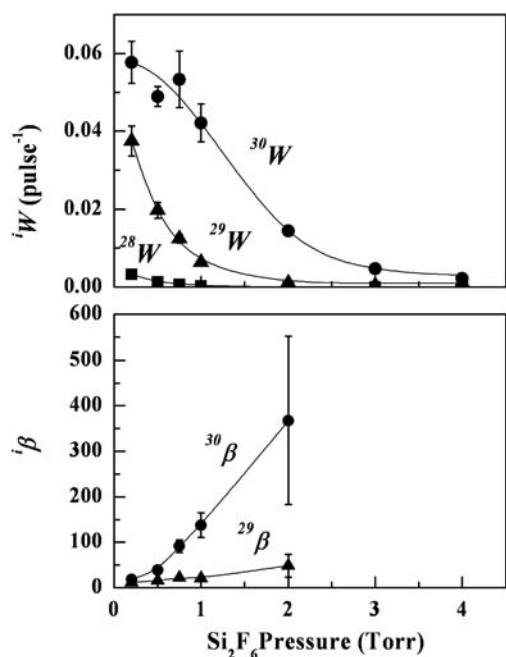 0.06
0.04
0.02
0.00
ⁱW (pulse⁻¹)
³⁰W
²⁹W
²⁸W
600
500
400
300
200
100
0
ⁱβ
³⁰β
²⁹β
0 1 2 3 4
Si₂F₆ Pressure (Torr)